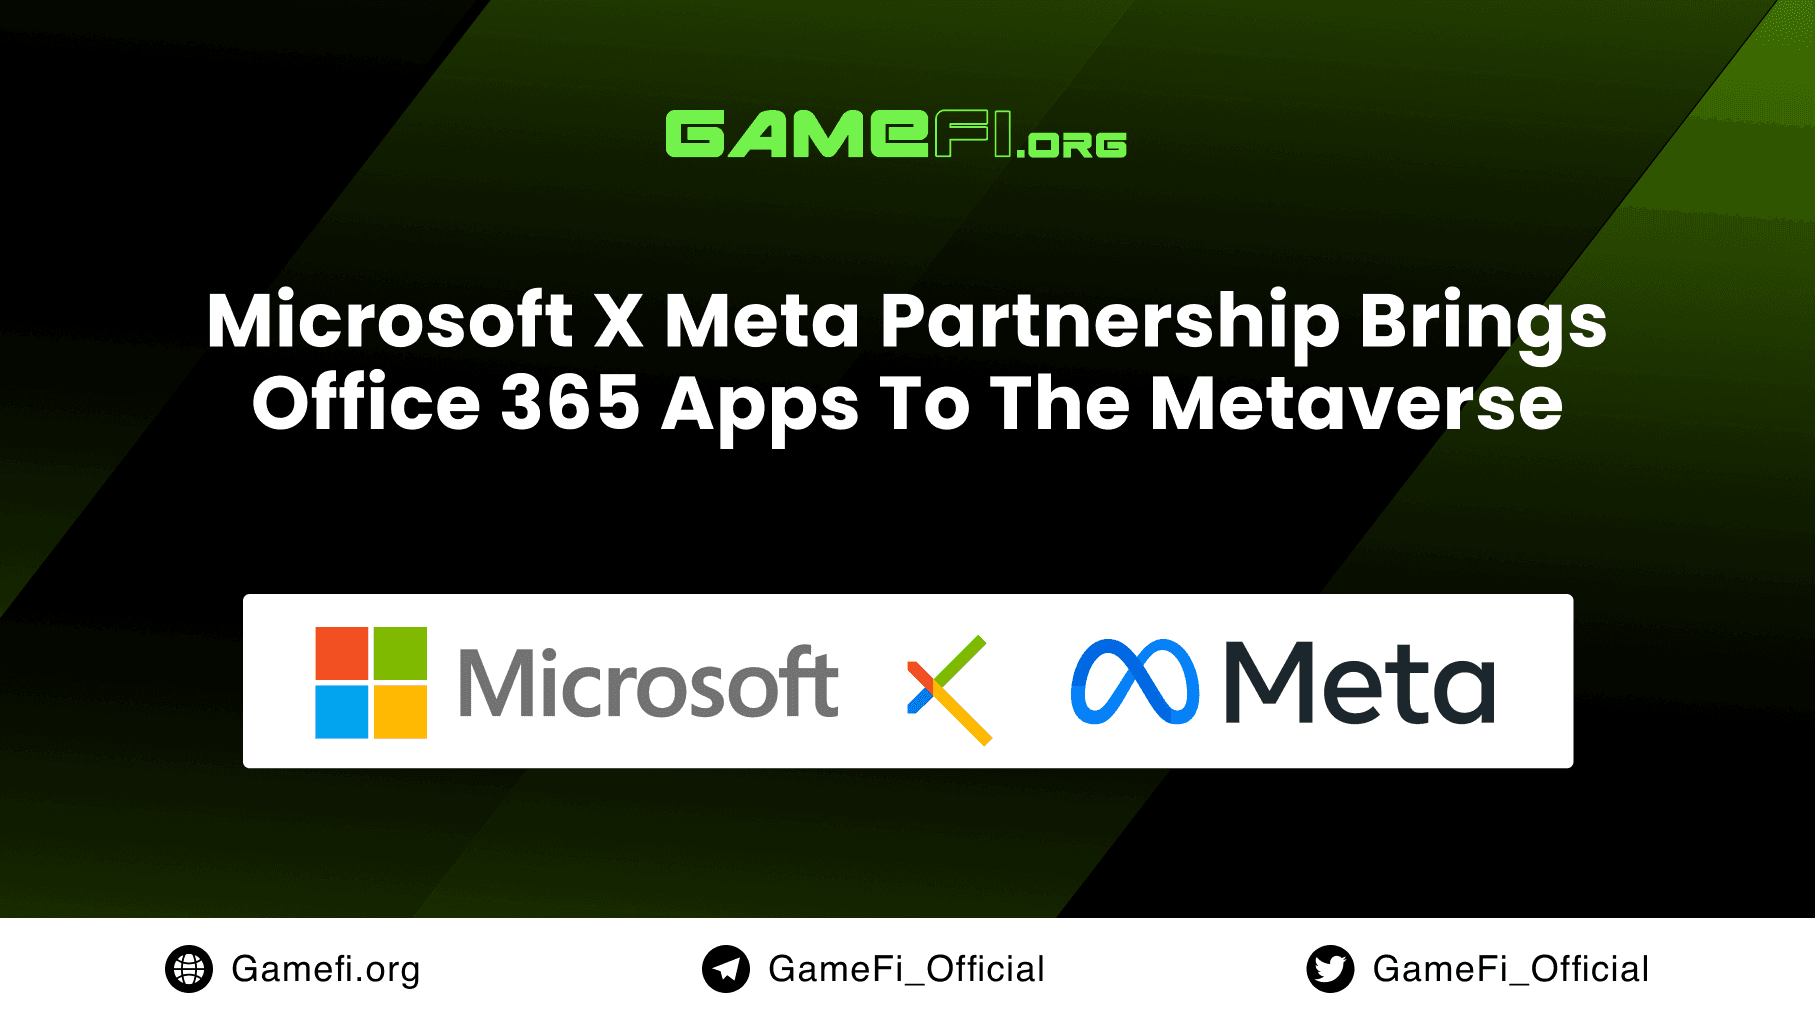 GAMEFI.ORG
Microsoft X Meta Partnership Brings
Office 365 Apps To The Metaverse
Microsoft X Meta
Gamefi.org GameFi_Official GameFi_Official